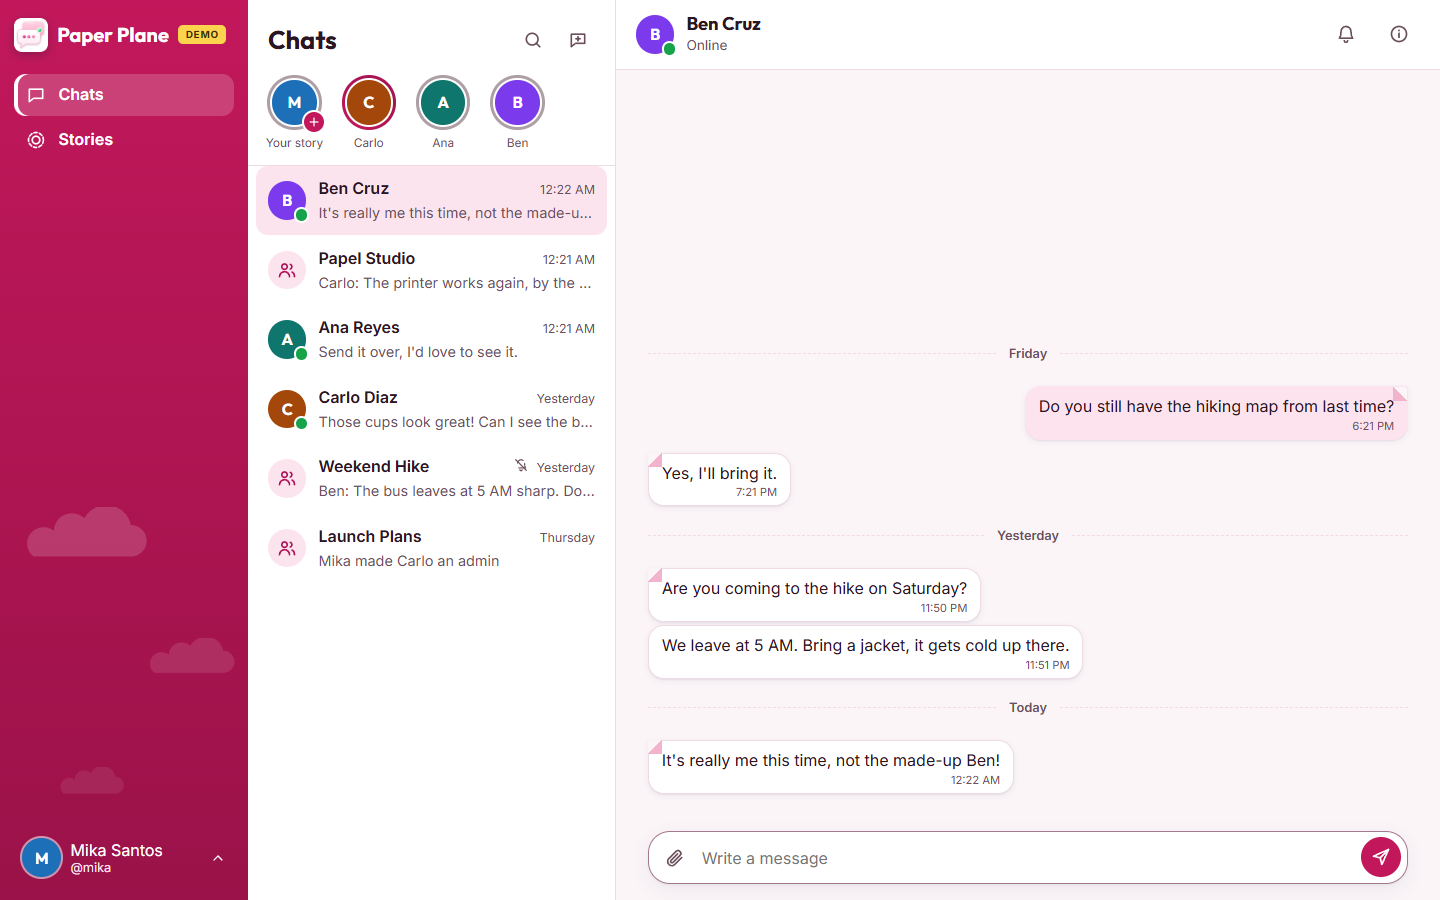 Paper Plane
DEMO
Chats
Stories
Mika Santos
@mika
Chats
M
Your story
C
Carlo
A
Ana
B
Ben
B
Ben Cruz
12:22 AM
It's really me this time, not the made-u...
Papel Studio
12:21 AM
Carlo: The printer works again, by the ...
A
Ana Reyes
12:21 AM
Send it over, I'd love to see it.
C
Carlo Diaz
Yesterday
Those cups look great! Can I see the b...
Weekend Hike
Yesterday
Ben: The bus leaves at 5 AM sharp. Do...
Launch Plans
Thursday
Mika made Carlo an admin
B
Ben Cruz
Online
Friday
Do you still have the hiking map from last time?
6:21 PM
Yes, I'll bring it.
7:21 PM
Yesterday
Are you coming to the hike on Saturday?
11:50 PM
We leave at 5 AM. Bring a jacket, it gets cold up there.
11:51 PM
Today
It's really me this time, not the made-up Ben!
12:22 AM
Write a message
M